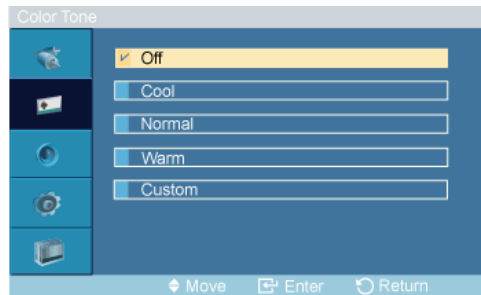 Color Tone
Off
Cool
Normal
Warm
Custom
Move Enter Return